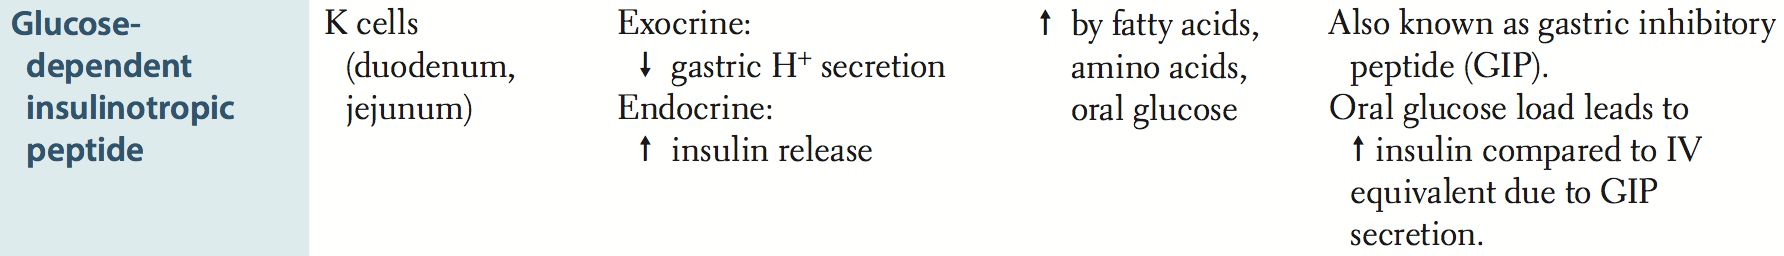 Glucose-
dependent
insulinotropic
peptide
K cells
(duodenum,
jejunum)
Exocrine:
↓ gastric H⁺ secretion
Endocrine:
↑ insulin release
↑ by fatty acids,
amino acids,
oral glucose
Also known as gastric inhibitory
peptide (GIP).
Oral glucose load leads to
↑ insulin compared to IV
equivalent due to GIP
secretion.